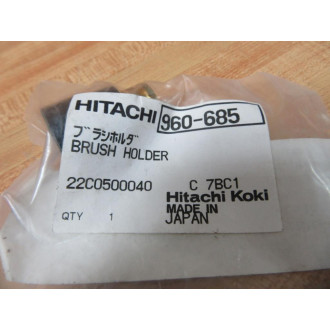 HITACHI 960-685
ブラシホルダ
BRUSH HOLDER
22C0500040 C 7BC1
Hitachi Koki
QTY 1 MADE IN
JAPAN